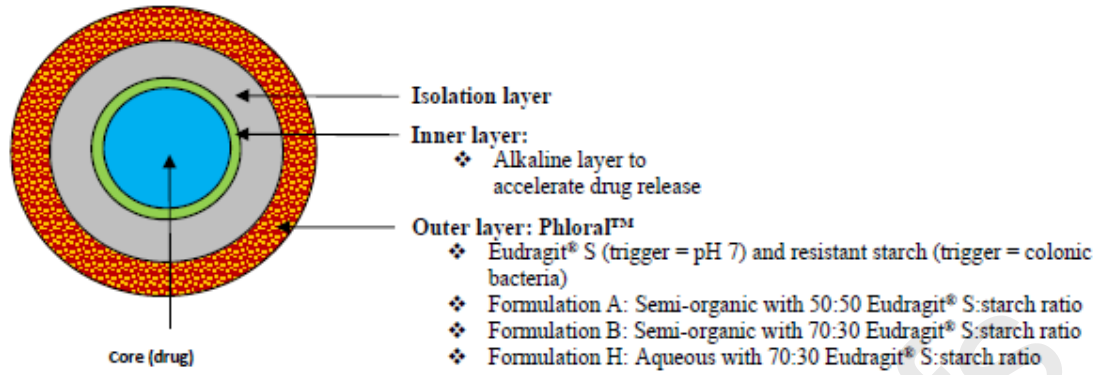 Isolation layer
Inner layer:
❖ Alkaline layer to
accelerate drug release
Outer layer: Phloral™
❖ Eudragit® S (trigger = pH 7) and resistant starch (trigger = colonic
bacteria)
❖ Formulation A: Semi-organic with 50:50 Eudragit® S:starch ratio
❖ Formulation B: Semi-organic with 70:30 Eudragit® S:starch ratio
❖ Formulation H: Aqueous with 70:30 Eudragit® S:starch ratio
Core (drug)